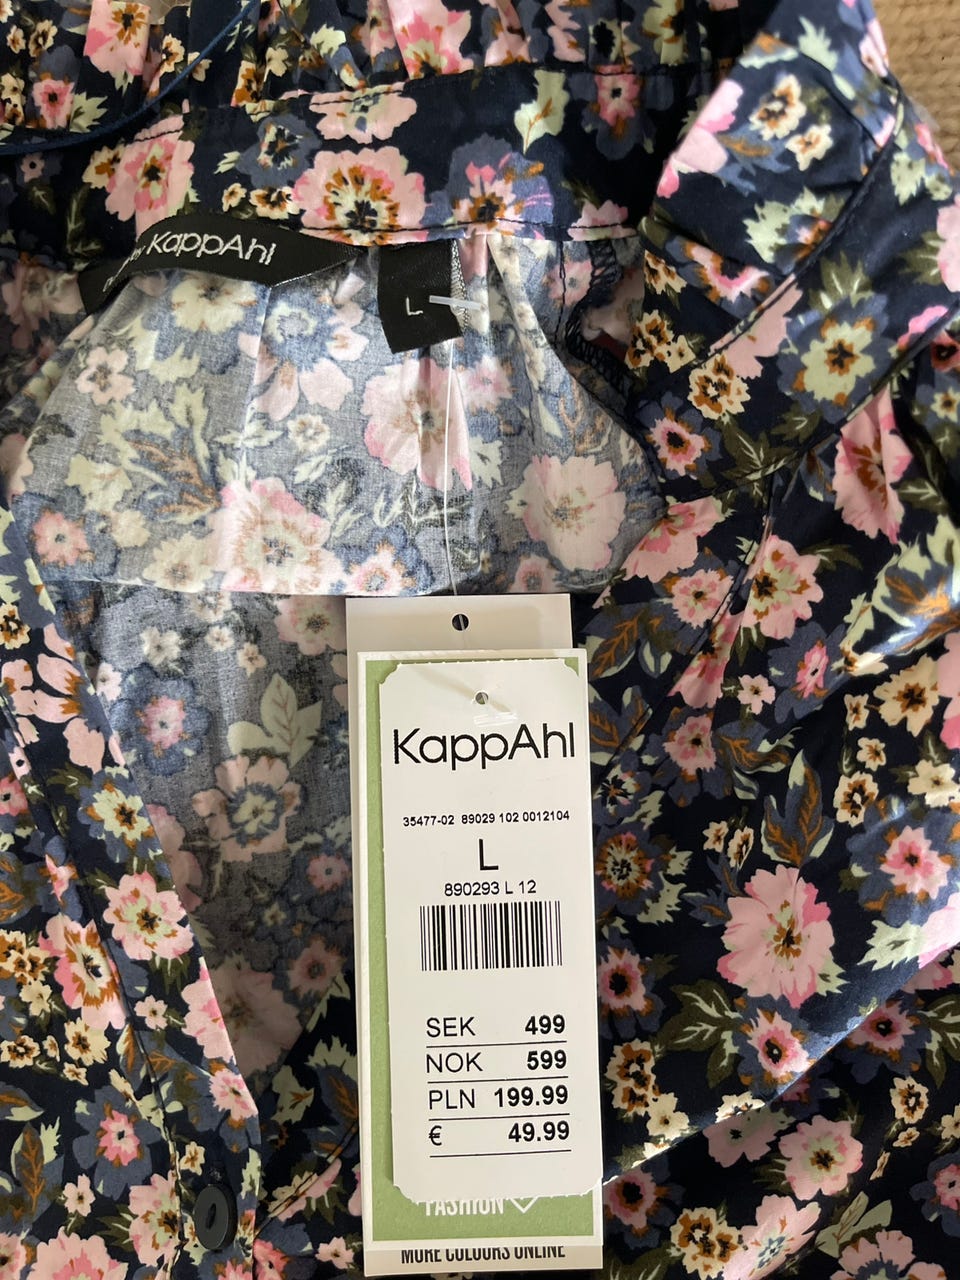 by KappAhl
L
KappAhl
35477-02 89029 102 0012104
L
890293 L 12
SEK 499
NOK 599
PLN 199.99
€ 49.99
FASHION
MORE COLOURS ONLINE